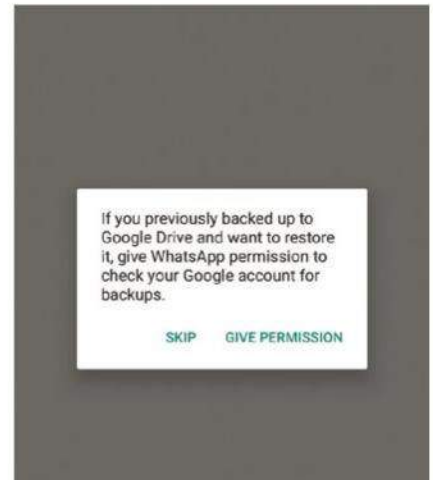 If you previously backed up to
Google Drive and want to restore
it, give WhatsApp permission to
check your Google account for
backups.
SKIP GIVE PERMISSION